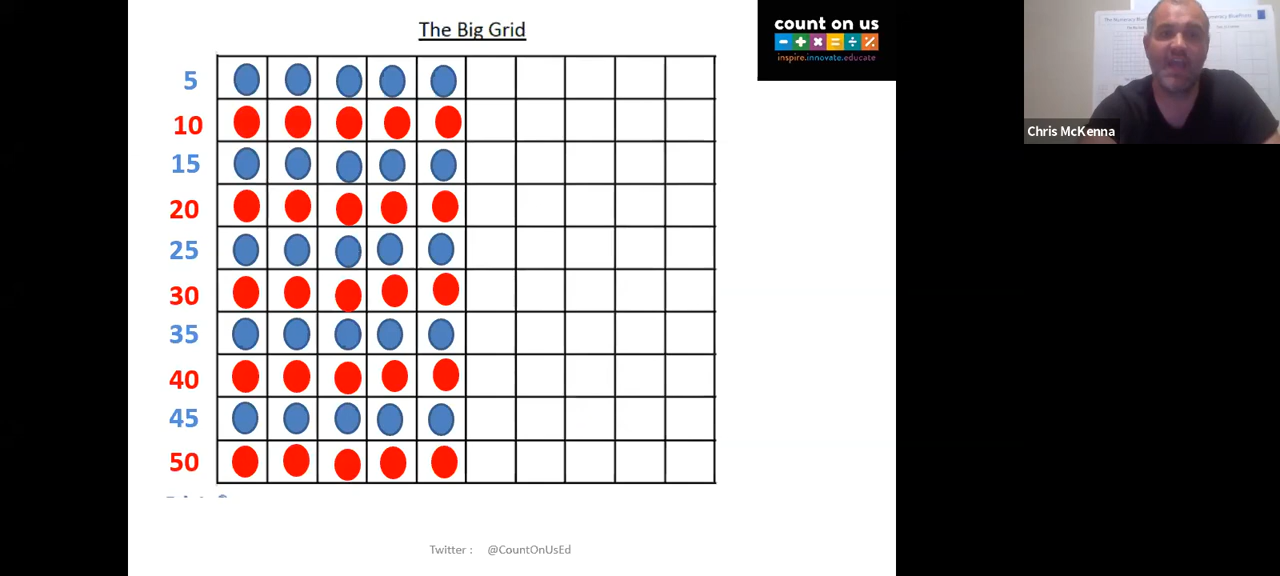 The Big Grid
count on us
− + × = ÷ %
inspire.innovate.educate
Chris McKenna
5
10
15
20
25
30
35
40
45
50
Twitter : @CountOnUsEd